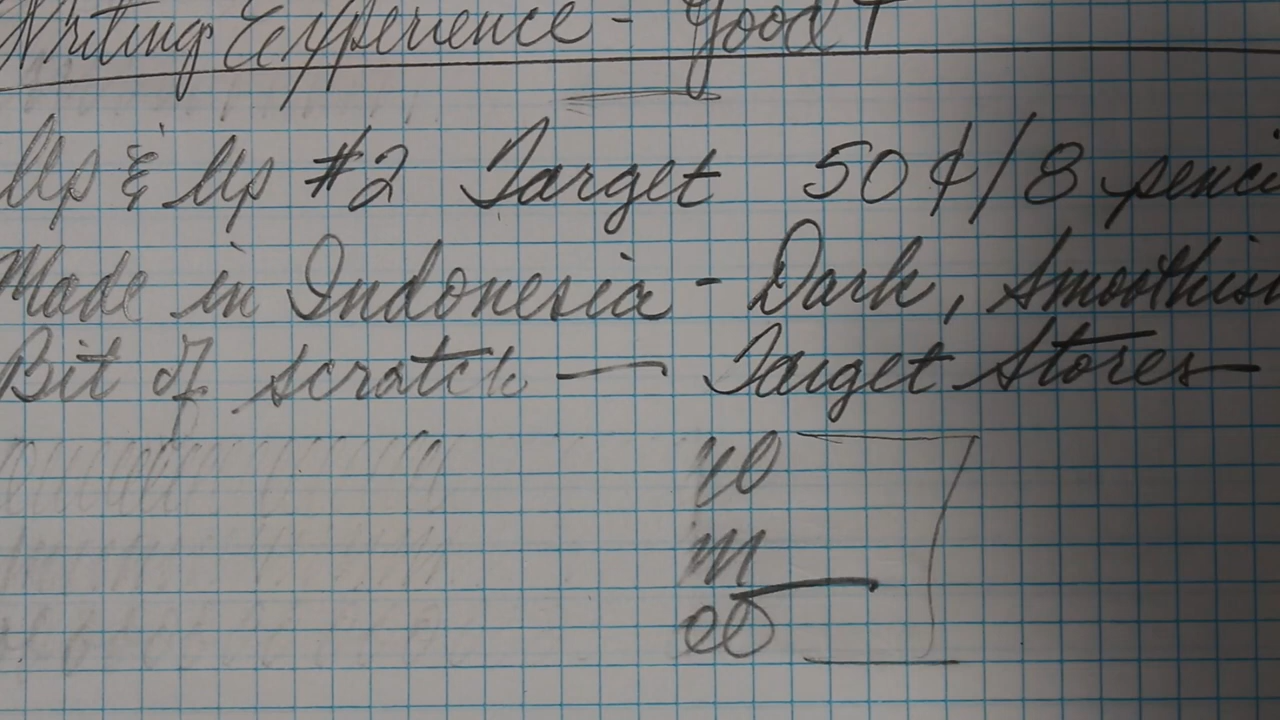 Writing Experience - Good
Up & Up #2 Target 50¢/8 penci
Made in Indonesia - Dark, Smoothish
Bit of scratch — Target Stores —